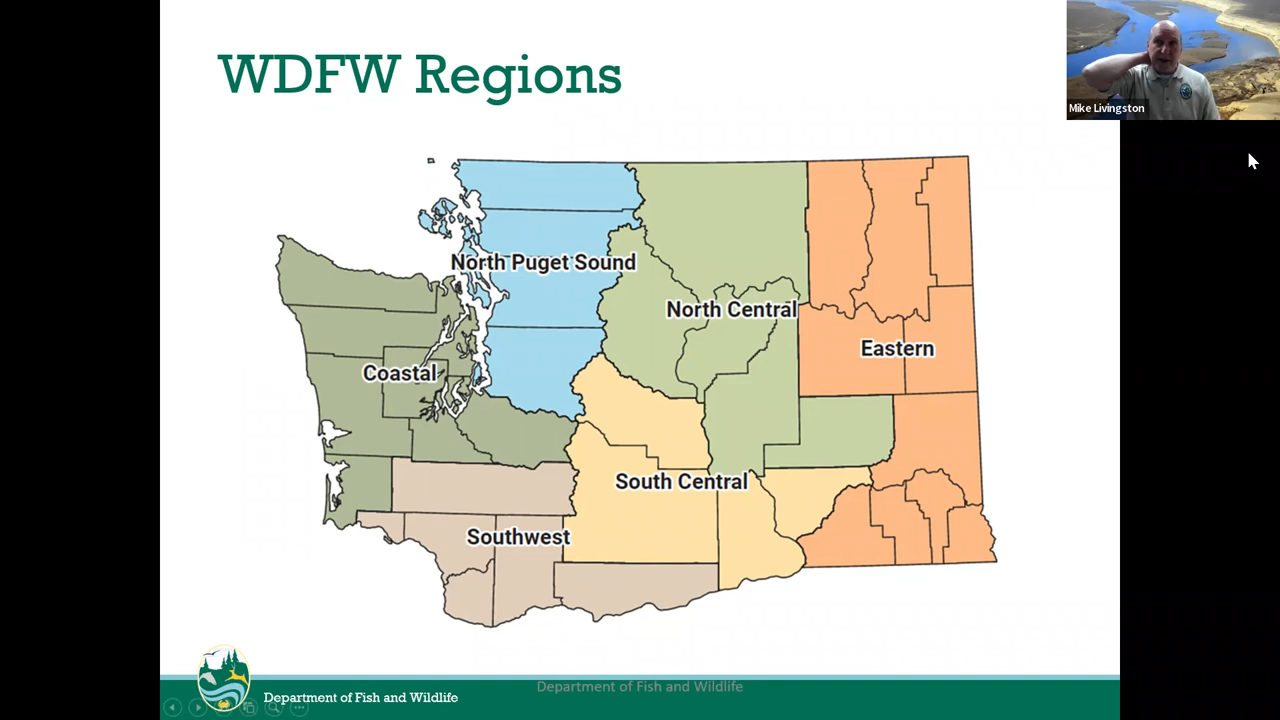 WDFW Regions
Mike Livingston
North Puget Sound
North Central
Eastern
Coastal
South Central
Southwest
Department of Fish and Wildlife
Department of Fish and Wildlife